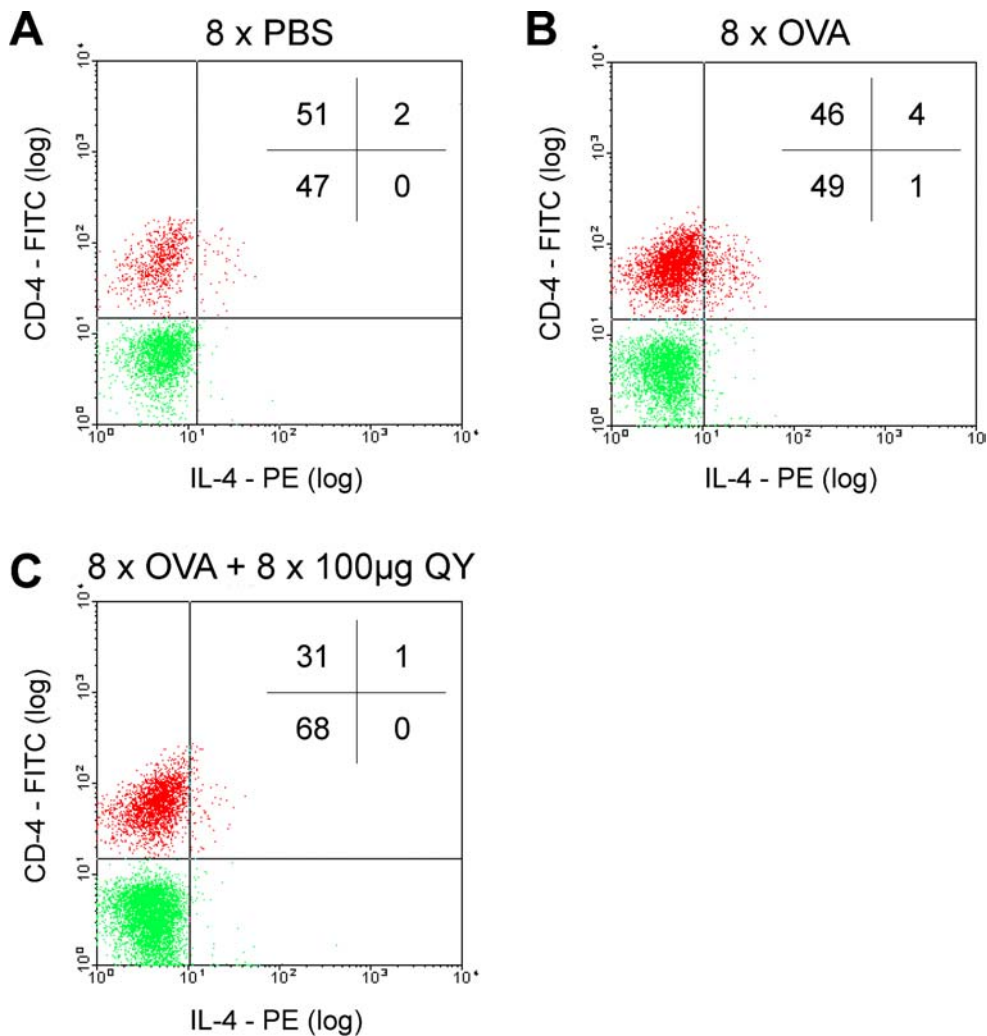 A
8 x PBS
CD-4 - FITC (log)
10⁴
10³
10²
10¹
10⁰
51 2
47 0
10⁰ 10¹ 10² 10³ 10⁴
IL-4 - PE (log)
B
8 x OVA
CD-4 - FITC (log)
10⁴
10³
10²
10¹
10⁰
46 4
49 1
10⁰ 10¹ 10² 10³ 10
IL-4 - PE (log)
C
8 x OVA + 8 x 100µg QY
CD-4 - FITC (log)
10⁴
10³
10²
10¹
10⁰
31 1
68 0
10⁰ 10¹ 10² 10³ 10⁴
IL-4 - PE (log)